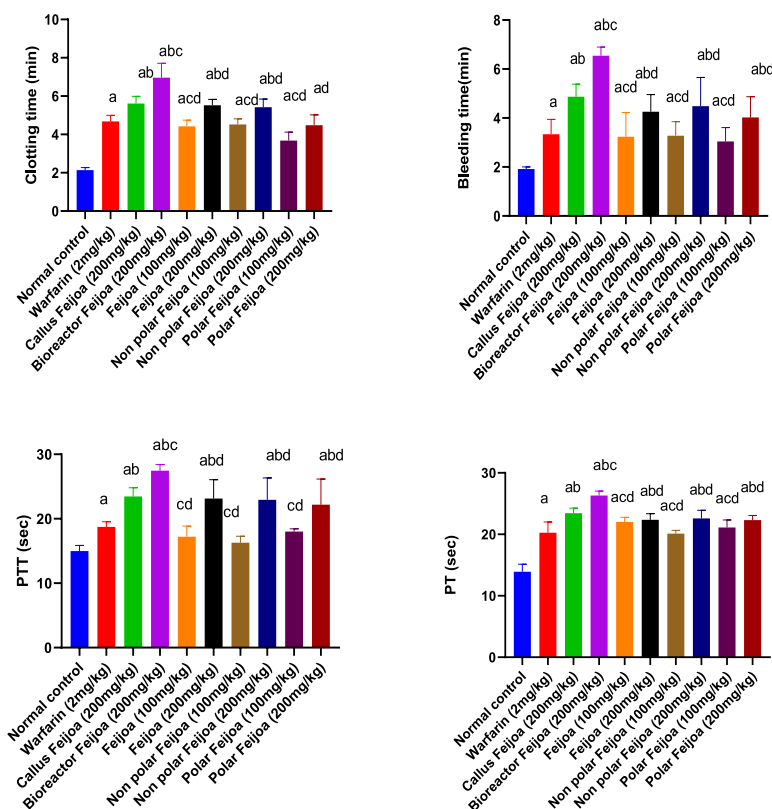 Clotting time (min)
10
8
6
4
2
0
a
ab
abc
acd
abd
acd
abd
acd
ad
Normal control
Warfarin (2mg/kg)
Callus Feijoa (200mg/kg)
Bioreactor Feijoa (200mg/kg)
Feijoa (100mg/kg)
Feijoa (200mg/kg)
Non polar Feijoa (100mg/kg)
Non polar Feijoa (200mg/kg)
Polar Feijoa (100mg/kg)
Polar Feijoa (200mg/kg)
Bleeding time(min)
8
6
4
2
0
a
ab
abc
acd
abd
acd
abd
acd
abd
Normal control
Warfarin (2mg/kg)
Callus Feijoa (200mg/kg)
Bioreactor Feijoa (200mg/kg)
Feijoa (100mg/kg)
Feijoa (200mg/kg)
Non polar Feijoa (100mg/kg)
Non polar Feijoa (200mg/kg)
Polar Feijoa (100mg/kg)
Polar Feijoa (200mg/kg)
PTT (sec)
30
20
10
0
a
ab
abc
cd
abd
cd
abd
cd
abd
Normal control
Warfarin (2mg/kg)
Callus Feijoa (200mg/kg)
Bioreactor Feijoa (200mg/kg)
Feijoa (100mg/kg)
Feijoa (200mg/kg)
Non polar Feijoa (100mg/kg)
Non polar Feijoa (200mg/kg)
Polar Feijoa (100mg/kg)
Polar Feijoa (200mg/kg)
PT (sec)
30
20
10
0
a
ab
abc
acd
abd
acd
abd
acd
abd
Normal control
Warfarin (2mg/kg)
Callus Feijoa (200mg/kg)
Bioreactor Feijoa (200mg/kg)
Feijoa (100mg/kg)
Feijoa (200mg/kg)
Non polar Feijoa (100mg/kg)
Non polar Feijoa (200mg/kg)
Polar Feijoa (100mg/kg)
Polar Feijoa (200mg/kg)